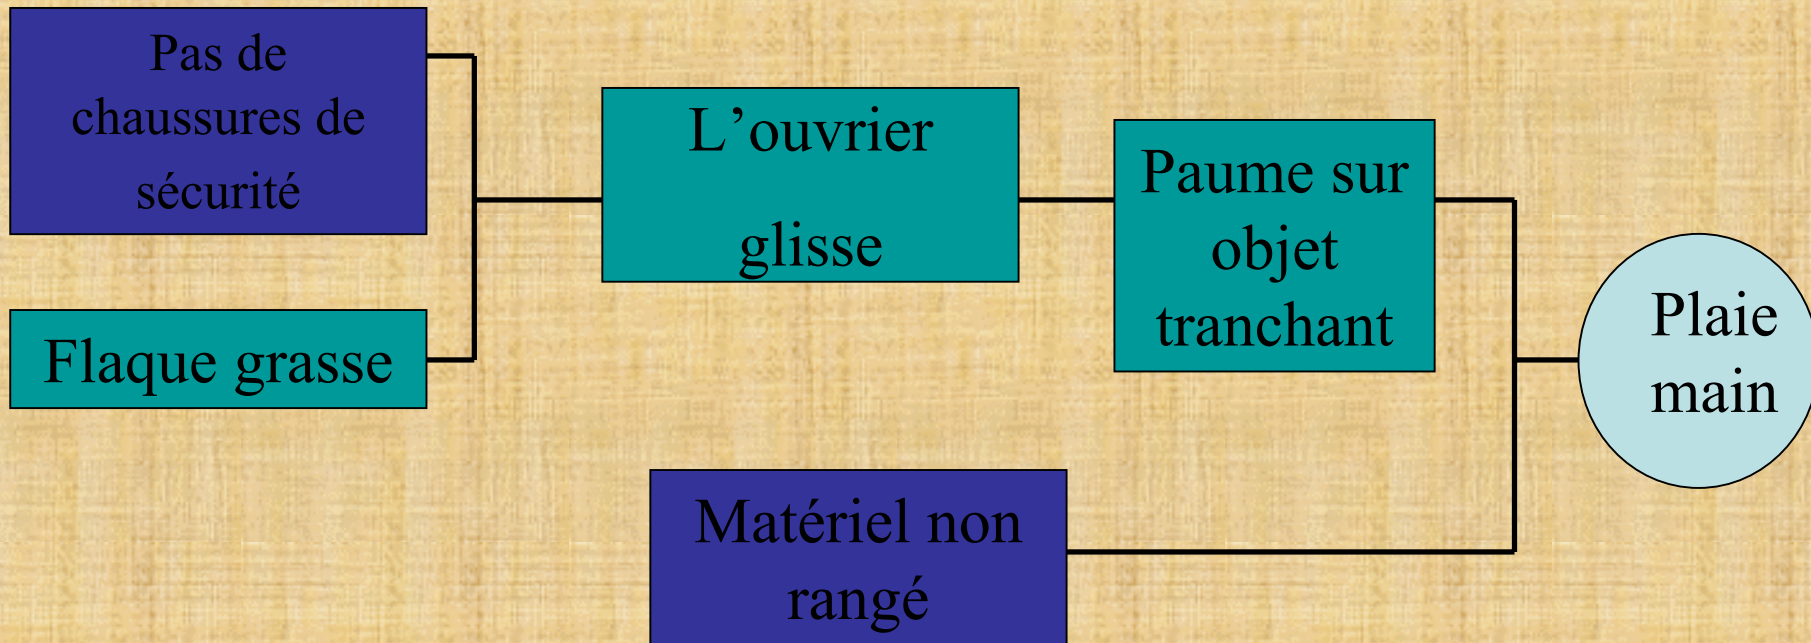 Pas de
chaussures de
sécurité
Flaque grasse
L’ouvrier
glisse
Paume sur
objet
tranchant
Matériel non
rangé
Plaie
main